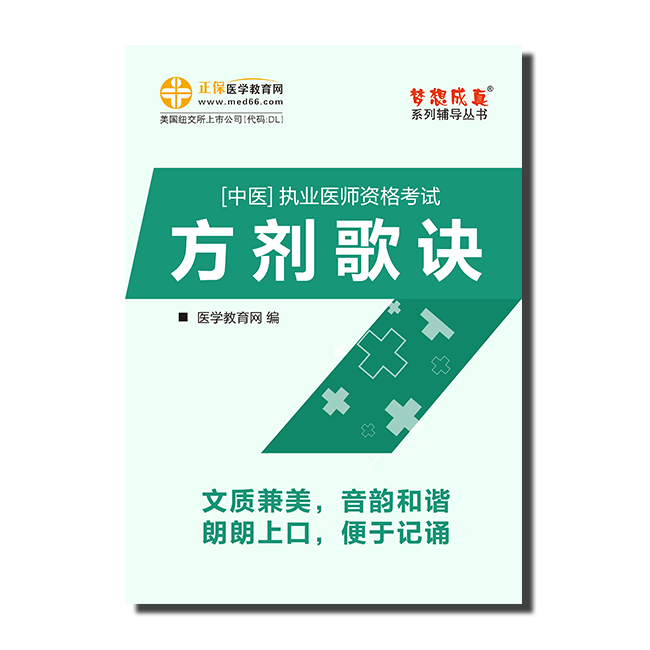 正保医学教育网
www.med66.com
美国纽交所上市公司[代码:DL]
梦想成真®
系列辅导丛书
[中医] 执业医师资格考试
方剂歌诀
■ 医学教育网 编
文质兼美，音韵和谐
朗朗上口，便于记诵